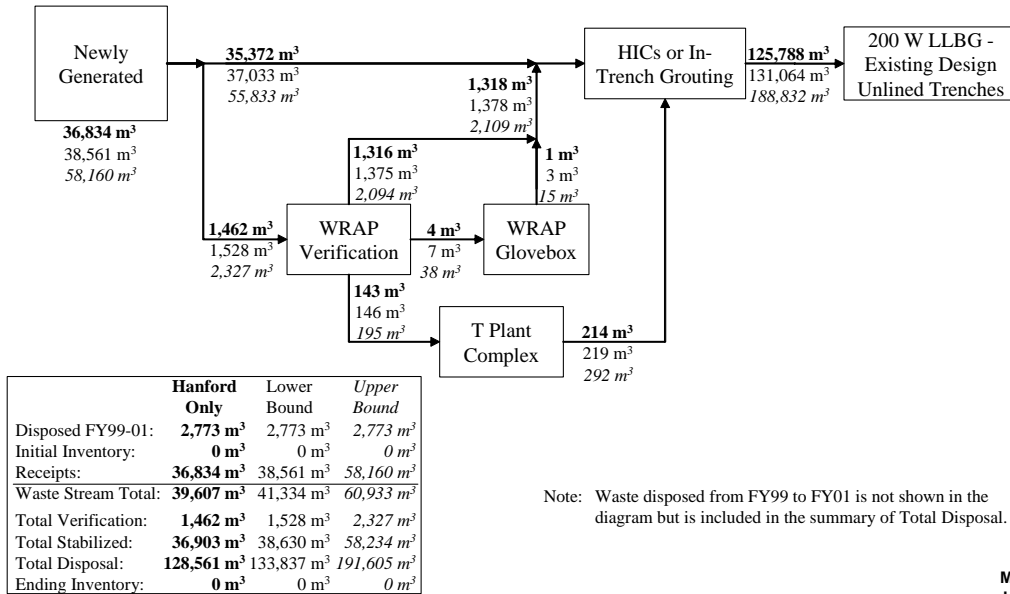 Newly
Generated
36,834 m³
38,561 m³
58,160 m³
35,372 m³
37,033 m³
55,833 m³
1,318 m³
1,378 m³
2,109 m³
HICs or In-
Trench Grouting
125,788 m³
131,064 m³
188,832 m³
200 W LLBG -
Existing Design
Unlined Trenches
1,316 m³
1,375 m³
2,094 m³
1 m³
3 m³
15 m³
1,462 m³
1,528 m³
2,327 m³
WRAP
Verification
4 m³
7 m³
38 m³
WRAP
Glovebox
143 m³
146 m³
195 m³
T Plant
Complex
214 m³
219 m³
292 m³
Hanford Lower Upper
Only Bound Bound
Disposed FY99-01: 2,773 m³ 2,773 m³ 2,773 m³
Initial Inventory: 0 m³ 0 m³ 0 m³
Receipts: 36,834 m³ 38,561 m³ 58,160 m³
Waste Stream Total: 39,607 m³ 41,334 m³ 60,933 m³
Total Verification: 1,462 m³ 1,528 m³ 2,327 m³
Total Stabilized: 36,903 m³ 38,630 m³ 58,234 m³
Total Disposal: 128,561 m³ 133,837 m³ 191,605 m³
Ending Inventory: 0 m³ 0 m³ 0 m³
Note: Waste disposed from FY99 to FY01 is not shown in the
diagram but is included in the summary of Total Disposal.
M